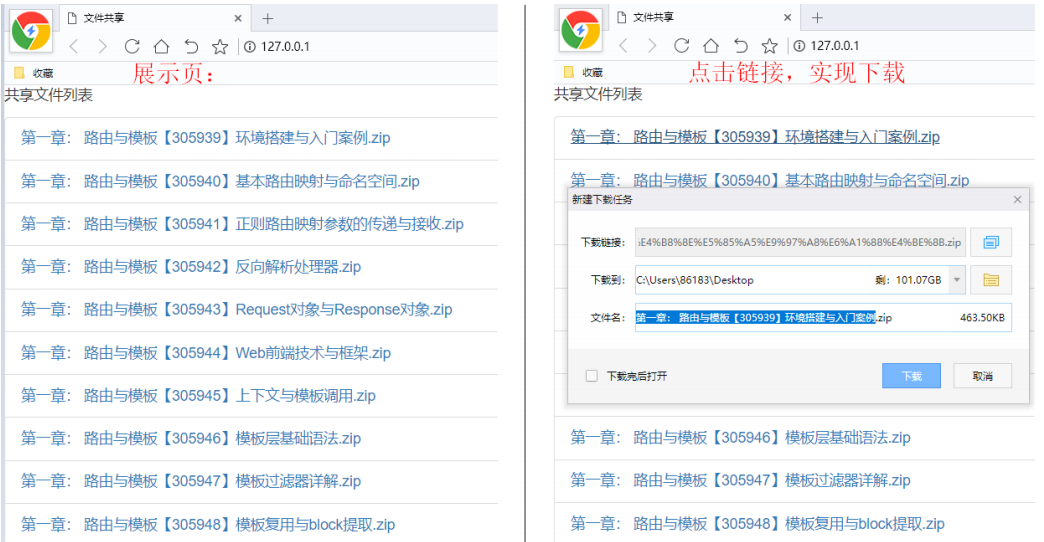 文件共享
127.0.0.1
收藏
展示页：
共享文件列表
第一章： 路由与模板【305939】环境搭建与入门案例.zip
第一章： 路由与模板【305940】基本路由映射与命名空间.zip
第一章： 路由与模板【305941】正则路由映射参数的传递与接收.zip
第一章： 路由与模板【305942】反向解析处理器.zip
第一章： 路由与模板【305943】Request对象与Response对象.zip
第一章： 路由与模板【305944】Web前端技术与框架.zip
第一章： 路由与模板【305945】上下文与模板调用.zip
第一章： 路由与模板【305946】模板层基础语法.zip
第一章： 路由与模板【305947】模板过滤器详解.zip
第一章： 路由与模板【305948】模板复用与block提取.zip
文件共享
127.0.0.1
收藏
点击链接，实现下载
共享文件列表
第一章： 路由与模板【305939】环境搭建与入门案例.zip
第一章： 路由与模板【305940】基本路由映射与命名空间.zip
新建下载任务
下载链接： :E4%B8%8E%E5%85%A5%E9%97%A8%E6%A1%88%E4%BE%8B.zip
下载到： C:\Users\86183\Desktop 剩：101.07GB
文件名： 第一章： 路由与模板【305939】环境搭建与入门案例.zip 463.50KB
下载完后打开 下载 取消
第一章： 路由与模板【305946】模板层基础语法.zip
第一章： 路由与模板【305947】模板过滤器详解.zip
第一章： 路由与模板【305948】模板复用与block提取.zip